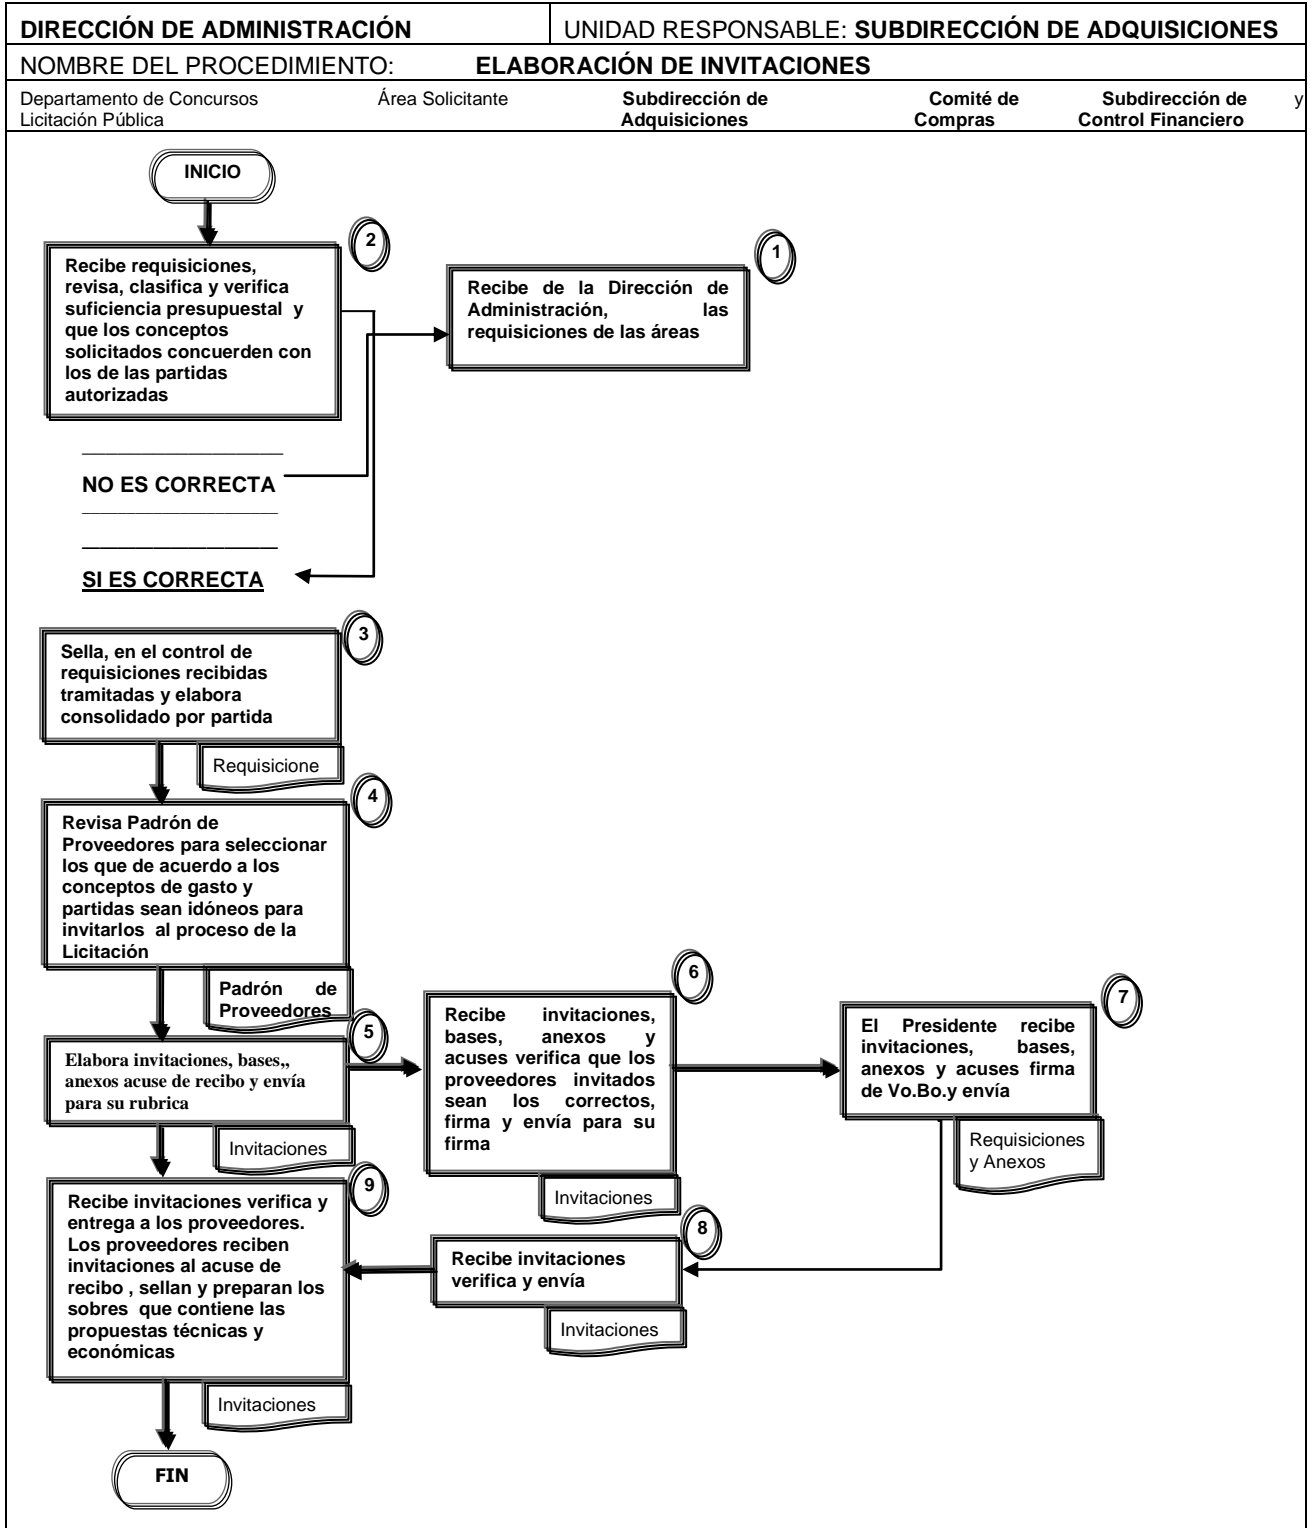 DIRECCIÓN DE ADMINISTRACIÓN
UNIDAD RESPONSABLE: SUBDIRECCIÓN DE ADQUISICIONES
NOMBRE DEL PROCEDIMIENTO: ELABORACIÓN DE INVITACIONES
Departamento de Concursos Área Solicitante Subdirección de Comité de Subdirección de y
Licitación Pública Adquisiciones Compras Control Financiero
INICIO
2
Recibe requisiciones,
revisa, clasifica y verifica
suficiencia presupuestal y
que los conceptos
solicitados concuerden con
los de las partidas
autorizadas
1
Recibe de la Dirección de
Administración, las
requisiciones de las áreas
NO ES CORRECTA
SI ES CORRECTA
3
Sella, en el control de
requisiciones recibidas
tramitadas y elabora
consolidado por partida
Requisicione
4
Revisa Padrón de
Proveedores para seleccionar
los que de acuerdo a los
conceptos de gasto y
partidas sean idóneos para
invitarlos al proceso de la
Licitación
Padrón de
Proveedores
5
Elabora invitaciones, bases,,
anexos acuse de recibo y envía
para su rubrica
Invitaciones
6
Recibe invitaciones,
bases, anexos y
acuses verifica que los
proveedores invitados
sean los correctos,
firma y envía para su
firma
Invitaciones
7
El Presidente recibe
invitaciones, bases,
anexos y acuses firma
de Vo.Bo.y envía
Requisiciones
y Anexos
8
Recibe invitaciones
verifica y envía
Invitaciones
9
Recibe invitaciones verifica y
entrega a los proveedores.
Los proveedores reciben
invitaciones al acuse de
recibo , sellan y preparan los
sobres que contiene las
propuestas técnicas y
económicas
Invitaciones
FIN